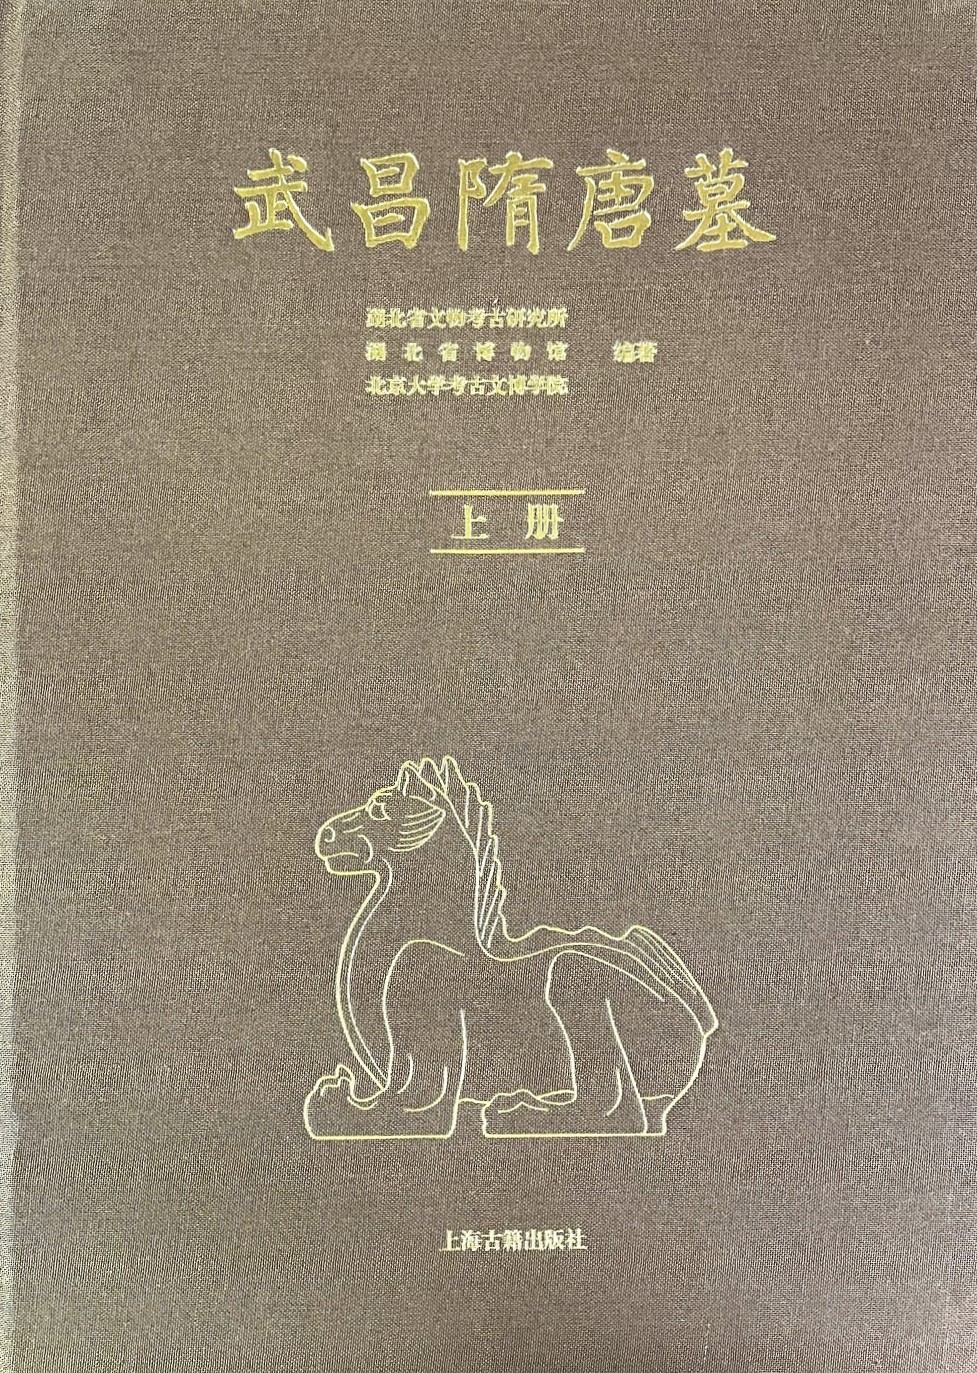 武昌隋唐墓
湖北省文物考古研究所
湖北省博物馆 编著
北京大学考古文博学院
上册
上海古籍出版社